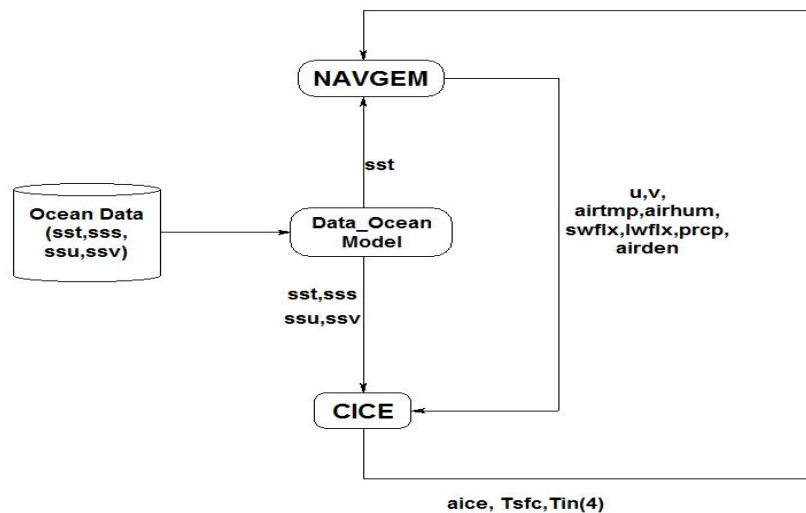 NAVGEM
sst
Ocean Data
(sst,sss,
ssu,ssv)
Data_Ocean
Model
u,v,
airtmp,airhum,
swflx,lwflx,prcp,
airden
sst,sss
ssu,ssv
CICE
aice, Tsfc,Tin(4)